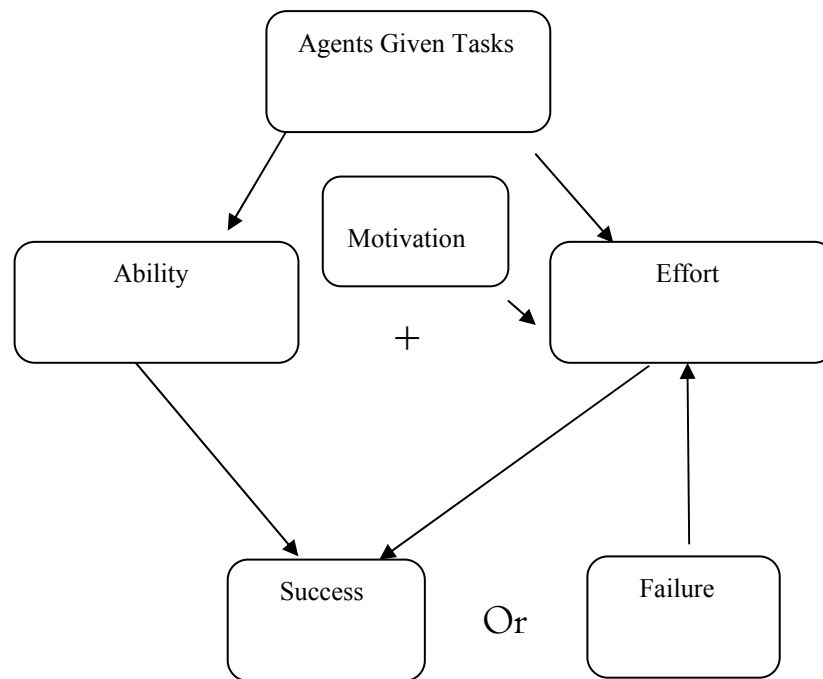 Agents Given Tasks
Motivation
Ability
Effort
+
Success
Failure
Or